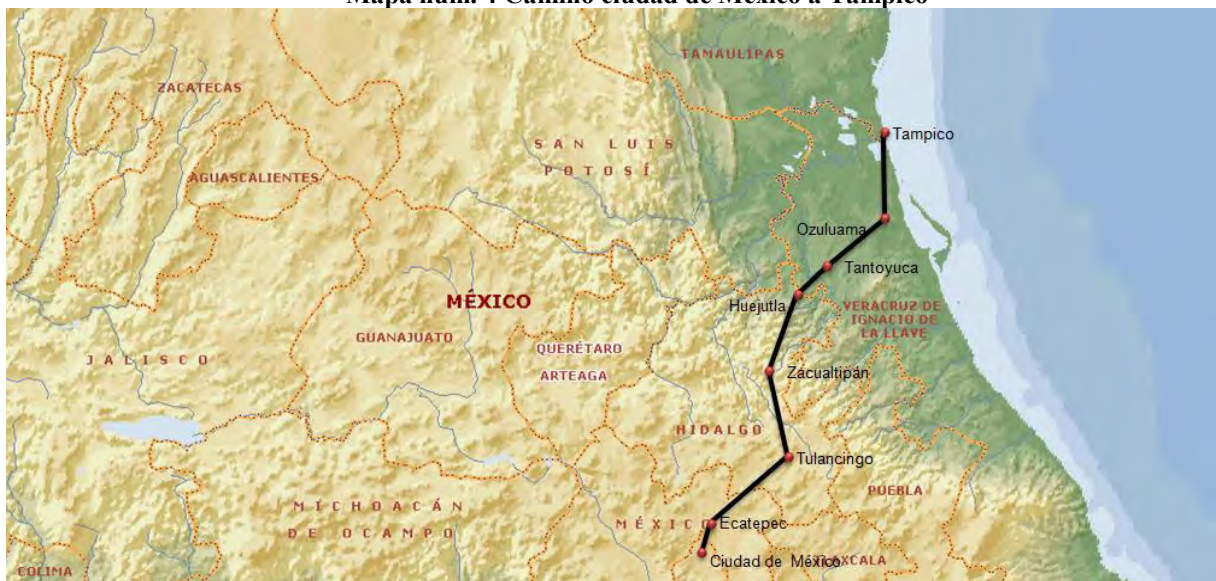 Mapa núm. 4 Camino ciudad de México a Tampico
TAMAULIPAS
ZACATECAS
Tampico
SAN LUIS
POTOSÍ
AGUASCALIENTES
Ozuluama
Tantoyuca
MÉXICO
Huejutla
VERACRUZ DE
IGNACIO DE
LA LLAVE
GUANAJUATO
QUERÉTARO
ARTEAGA
JALISCO
Zacualtipán
HIDALGO
Tulancingo
PUEBLA
MICHOACÁN
DE OCAMPO
MÉXICO
Ecatepec
Ciudad de México
TLAXCALA
COLIMA